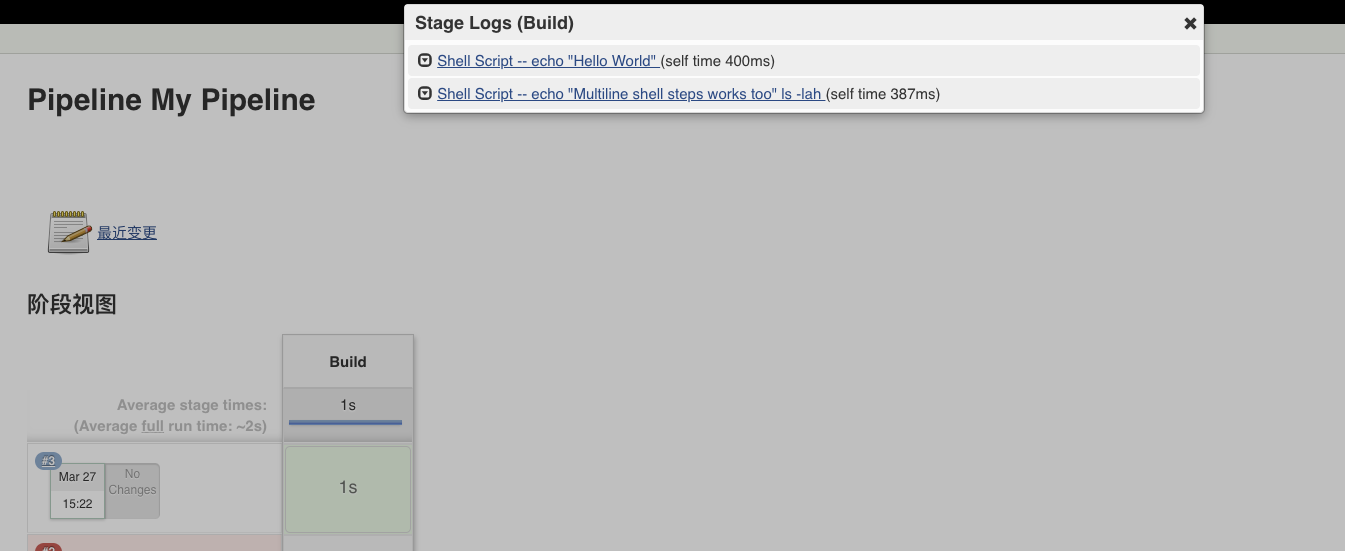 Stage Logs (Build)
Shell Script -- echo "Hello World" (self time 400ms)
Shell Script -- echo "Multiline shell steps works too" ls -lah (self time 387ms)
Pipeline My Pipeline
最近变更
阶段视图
Build
Average stage times:
(Average full run time: ~2s)
1s
#3
Mar 27
15:22
No
Changes
1s